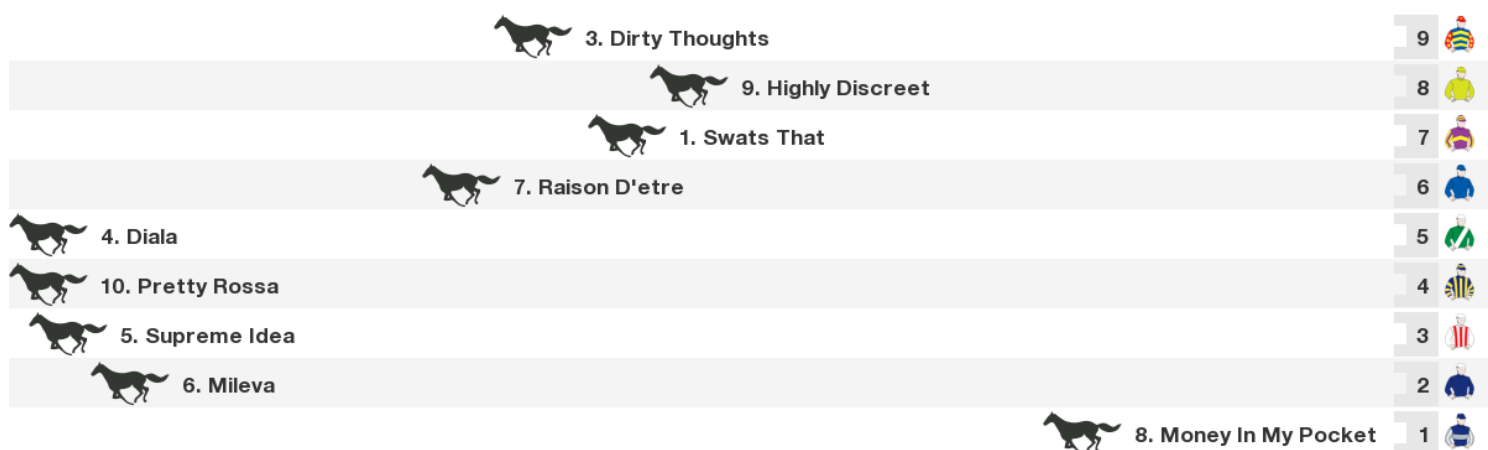 3. Dirty Thoughts 9
9. Highly Discreet 8
1. Swats That 7
7. Raison D'etre 6
4. Diala 5
10. Pretty Rossa 4
5. Supreme Idea 3
6. Mileva 2
8. Money In My Pocket 1